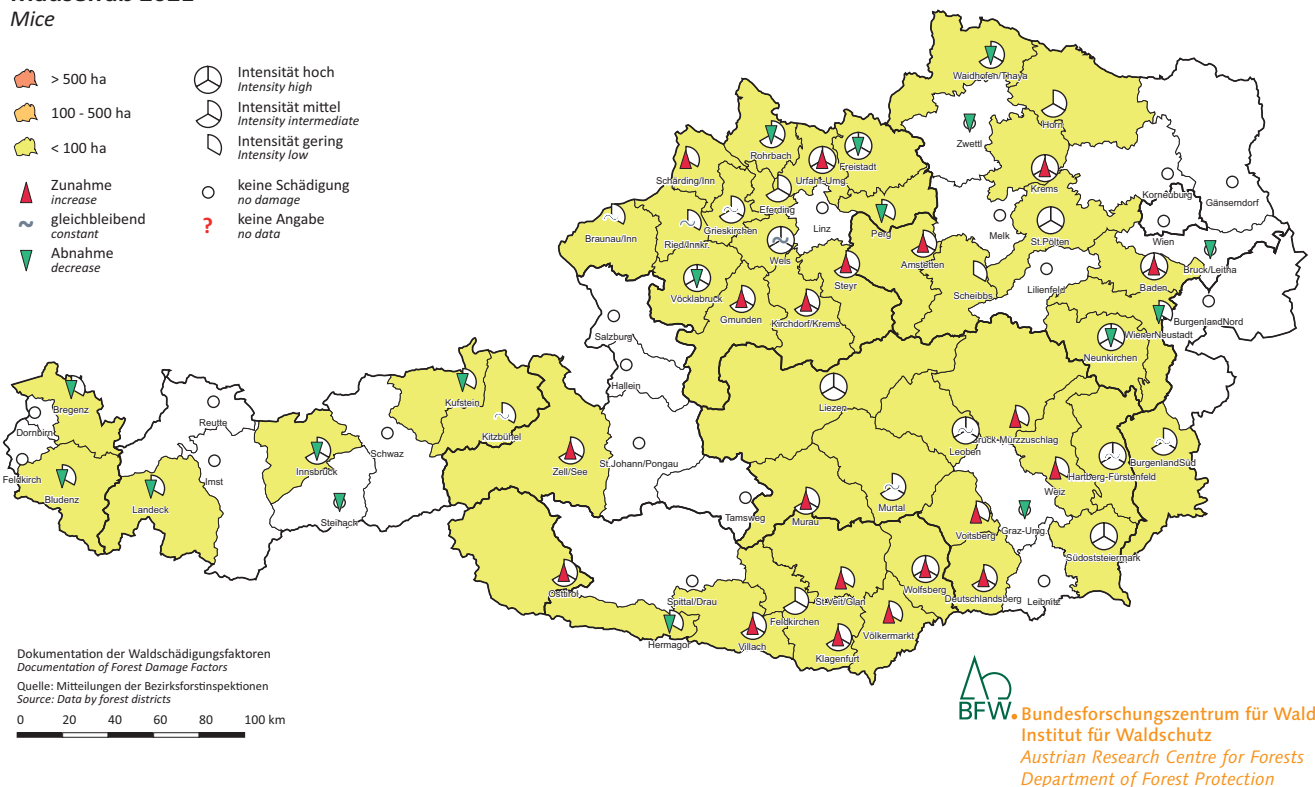 Mice
> 500 ha
100 - 500 ha
< 100 ha
Zunahme
increase
gleichbleibend
constant
Abnahme
decrease
Intensität hoch
Intensity high
Intensität mittel
Intensity intermediate
Intensität gering
Intensity low
keine Schädigung
no damage
?
keine Angabe
no data
Waidhofen/Thaya
Horn
Zwettl
Rohrbach
Freistadt
Urfahr-Umg.
Schärding/Inn
Krems
Korneuburg
Gänserndorf
Eferding
Grieskirchen
Linz
Perg
Melk
St.Pölten
Wien
Braunau/Inn
Ried/Innkr.
Wels
Amstetten
Bruck/Leitha
Steyr
Scheibbs
Lilienfeld
Baden
Vöcklabruck
Gmunden
Kirchdorf/Krems
BurgenlandNord
WienerNeustadt
Salzburg
Neunkirchen
Hallein
Kufstein
Bregenz
Liezen
Reutte
Dornbirn
Kitzbühel
Bruck-Mürzzuschlag
Leoben
Schwaz
Innsbruck
Zell/See
St.Johann/Pongau
BurgenlandSüd
Hartberg-Fürstenfeld
Feldkirch
Imst
Bludenz
Landeck
Weiz
Murtal
Steinach
Tamsweg
Murau
Voitsberg
Graz-Umg.
Südoststeiermark
Osttirol
Spittal/Drau
St.Veit/Glan
Wolfsberg
Deutschlandsberg
Leibnitz
Feldkirchen
Völkermarkt
Hermagor
Villach
Klagenfurt
Dokumentation der Waldschädigungsfaktoren
Documentation of Forest Damage Factors
Quelle: Mitteilungen der Bezirksforstinspektionen
Source: Data by forest districts
0 20 40 60 80 100 km
BFW
Bundesforschungszentrum für Wald
Institut für Waldschutz
Austrian Research Centre for Forests
Department of Forest Protection